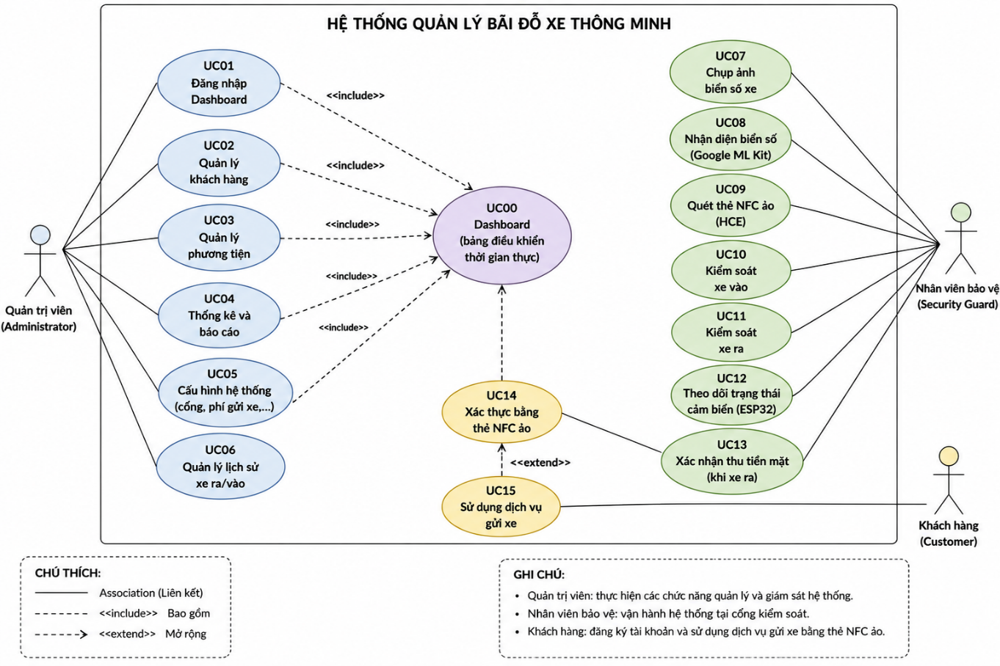 HỆ THỐNG QUẢN LÝ BÃI ĐỖ XE THÔNG MINH
UC01
Đăng nhập
Dashboard
UC02
Quản lý
khách hàng
UC03
Quản lý
phương tiện
UC04
Thống kê và
báo cáo
UC05
Cấu hình hệ thống
(cổng, phí gửi xe,...)
UC06
Quản lý lịch sử
xe ra/vào
Quản trị viên
(Administrator)
<<include>>
<<include>>
<<include>>
<<include>>
<<include>>
UC00
Dashboard
(bảng điều khiển
thời gian thực)
UC14
Xác thực bằng
thẻ NFC ảo
<<extend>>
UC15
Sử dụng dịch vụ
gửi xe
UC07
Chụp ảnh
biển số xe
UC08
Nhận diện biển số
(Google ML Kit)
UC09
Quét thẻ NFC ảo
(HCE)
UC10
Kiểm soát
xe vào
UC11
Kiểm soát
xe ra
UC12
Theo dõi trạng thái
cảm biến (ESP32)
UC13
Xác nhận thu tiền mặt
(khi xe ra)
Nhân viên bảo vệ
(Security Guard)
Khách hàng
(Customer)
CHÚ THÍCH:
Association (Liên kết)
<<include>> Bao gồm
<<extend>> Mở rộng
GHI CHÚ:
• Quản trị viên: thực hiện các chức năng quản lý và giám sát hệ thống.
• Nhân viên bảo vệ: vận hành hệ thống tại cổng kiểm soát.
• Khách hàng: đăng ký tài khoản và sử dụng dịch vụ gửi xe bằng thẻ NFC ảo.